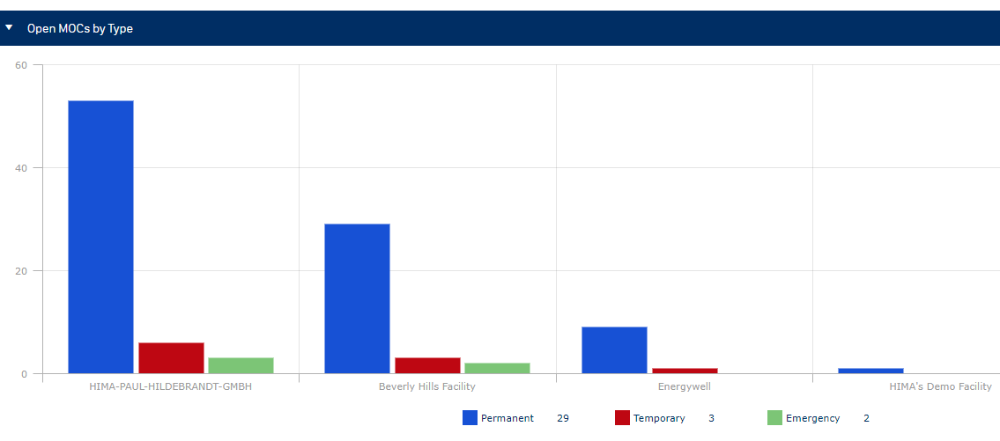 Open MOCs by Type
60
40
20
0
HIMA-PAUL-HILDEBRANDT-GMBH Beverly Hills Facility Energywell HIMA's Demo Facility
Permanent 29 Temporary 3 Emergency 2